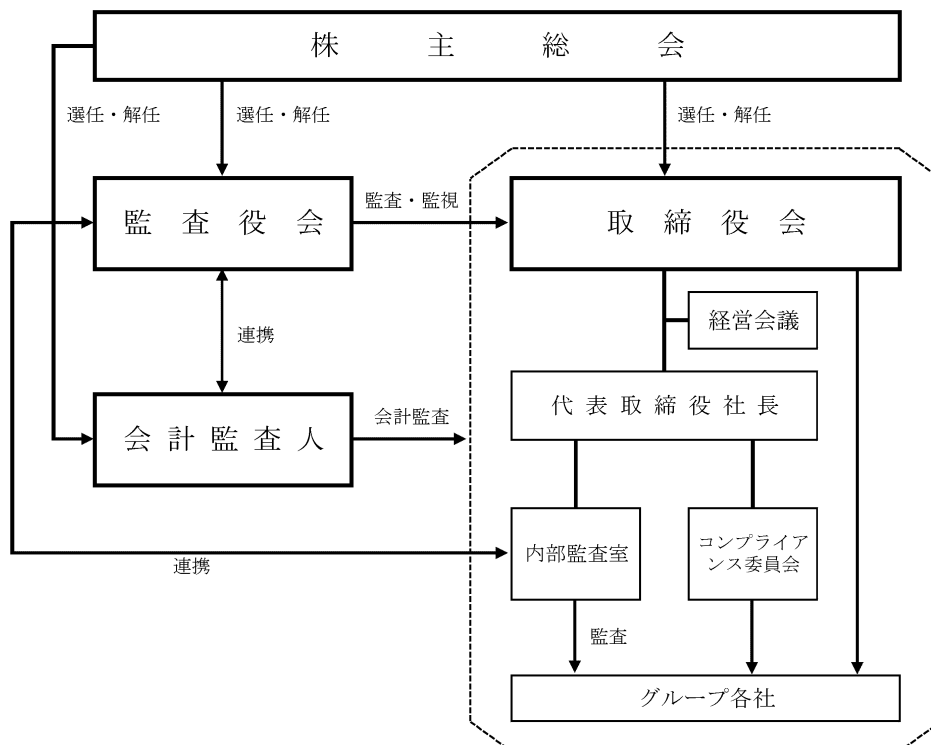 株主総会
選任・解任
選任・解任
選任・解任
監査役会
監査・監視
取締役会
連携
経営会議
代表取締役社長
会計監査人
会計監査
内部監査室
コンプライア
ンス委員会
連携
監査
グループ各社